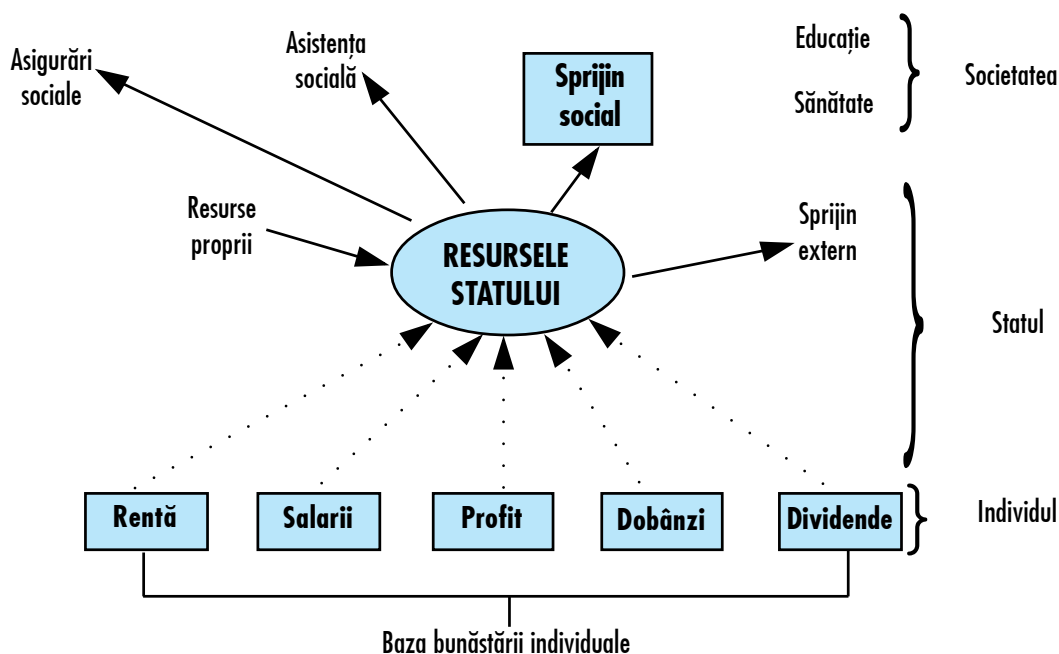 Asigurări
sociale
Asistența
socială
Sprijin
social
Educație
Sănătate
Societatea
Resurse
proprii
RESURSELE
STATULUI
Sprijin
extern
Statul
Rentă
Salarii
Profit
Dobânzi
Dividende
Individul
Baza bunăstării individuale